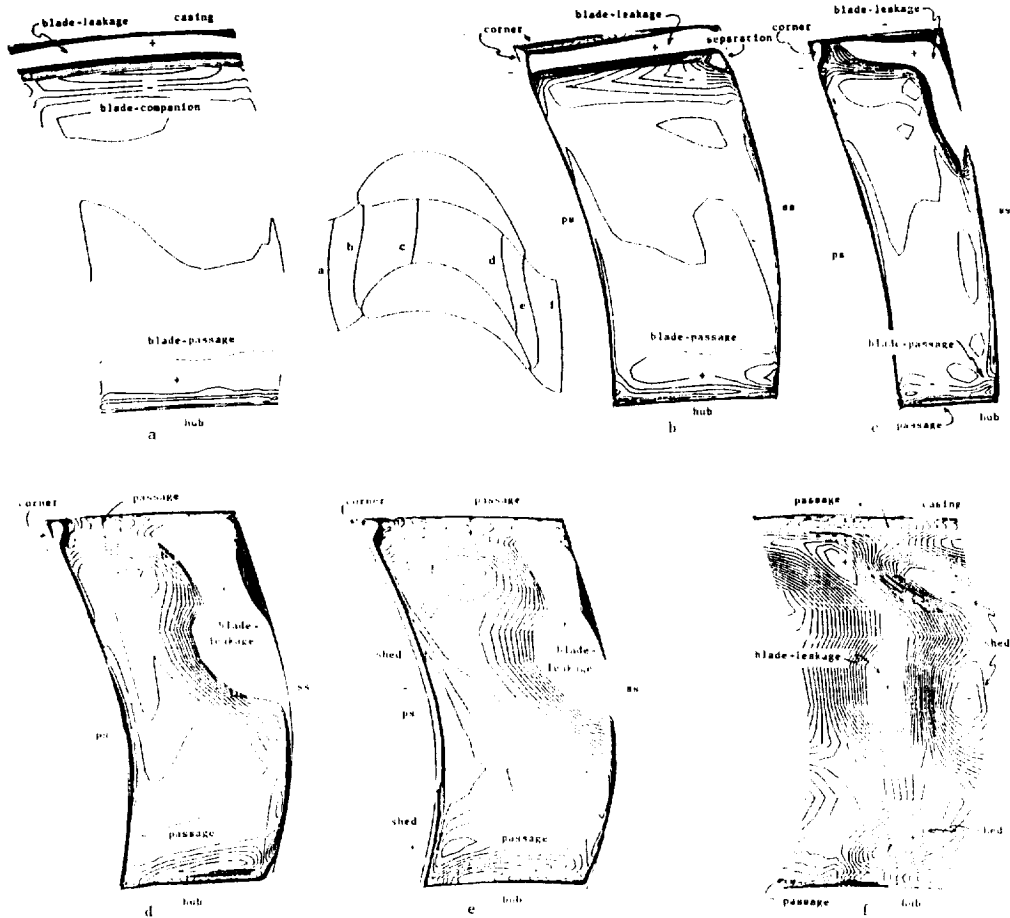 blade-leakage casing
+
-
blade-companion
blade-passage
+
hub
a
a
b
c
d
e
f
corner
blade-leakage
+
separation
-
ps
ss
blade-passage
+
hub
b
corner
blade-leakage
-
+
-
ps
ss
blade-passage
passage
hub
c
corner
passage
blade-
leakage
ps
ss
passage
hub
d
corner
passage
shed
blade-
leakage
-
ps
ss
shed
+
passage
hub
e
passage
casing
+
shed
blade-leakage
passage
hub
f